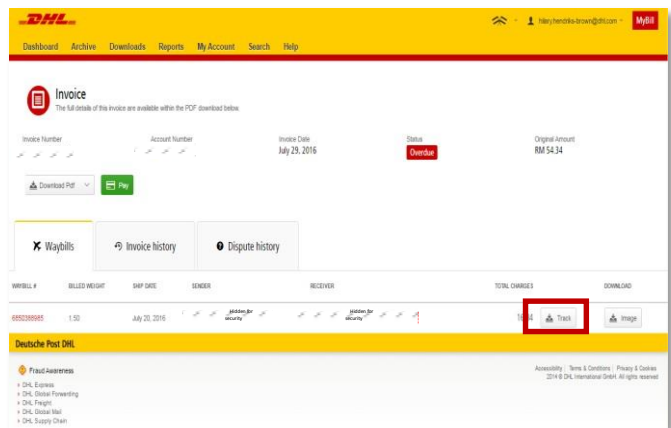 DHL
hilary.hendriks-brown@dhl.com
MyBill
Dashboard Archive Downloads Reports My Account Search Help
Invoice
The full details of this invoice are available within the PDF download below.
Invoice Number Account Number Invoice Date Status Original Amount
July 29, 2016 Overdue RM 54.34
Download Pdf Pay
Waybills Invoice history Dispute history
WAYBILL # BILLED WEIGHT SHIP DATE SENDER RECEIVER TOTAL CHARGES DOWNLOAD
1.50 July 20, 2016 Hidden for security Hidden for security Track Image
Deutsche Post DHL
Fraud Awareness
Accessibility | Terms & Conditions | Privacy & Cookies
2014 © DHL International GmbH. All rights reserved
DHL Express
DHL Global Forwarding
DHL Freight
DHL Global Mail
DHL Supply Chain